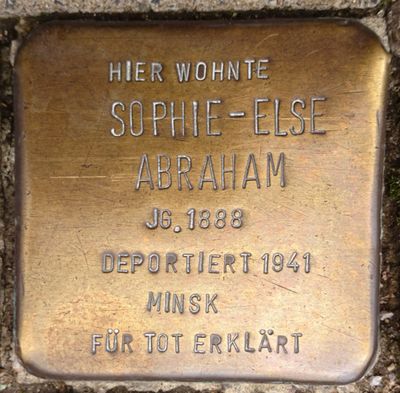 HIER WOHNTE
SOPHIE-ELSE
ABRAHAM
JG. 1888
DEPORTIERT 1941
MINSK
FÜR TOT ERKLÄRT